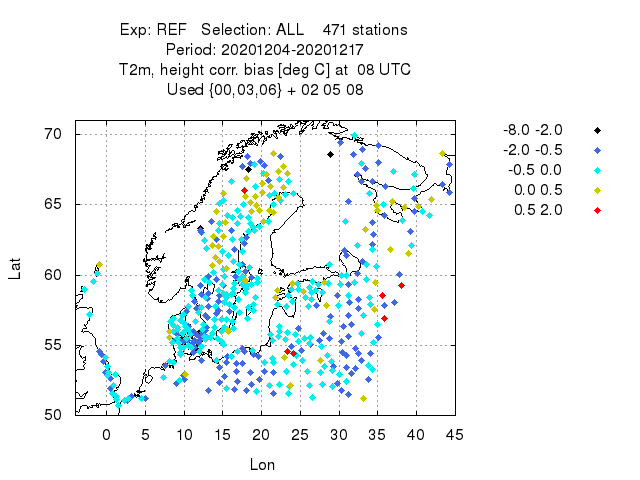 Exp: REF   Selection: ALL    471 stations
Period: 20201204-20201217
T2m, height corr. bias [deg C] at  08 UTC
Used {00,03,06} + 02 05 08
-8.0 -2.0
-2.0 -0.5
-0.5 0.0
0.0 0.5
0.5 2.0
70
65
60
55
50
Lat
0 5 10 15 20 25 30 35 40 45
Lon